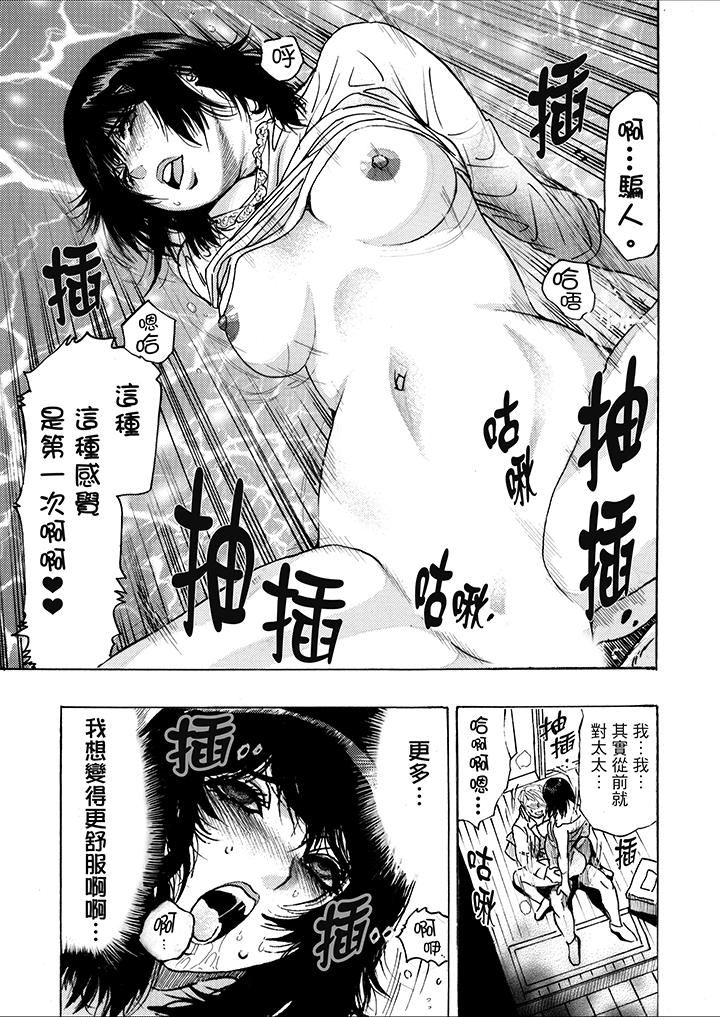 呼
插
啊…騙人。
哈唔
插
嗯哈
這種
這種感覺
是第一次啊啊♥♥
抽插…
咕啾
抽插
咕啾
我…我…
其實從前就
對太太…
抽插…
哈啊啊嗯…
插
咕啾
更多…
插…
我想變得更舒服啊啊…
插…
啊…
啊呻